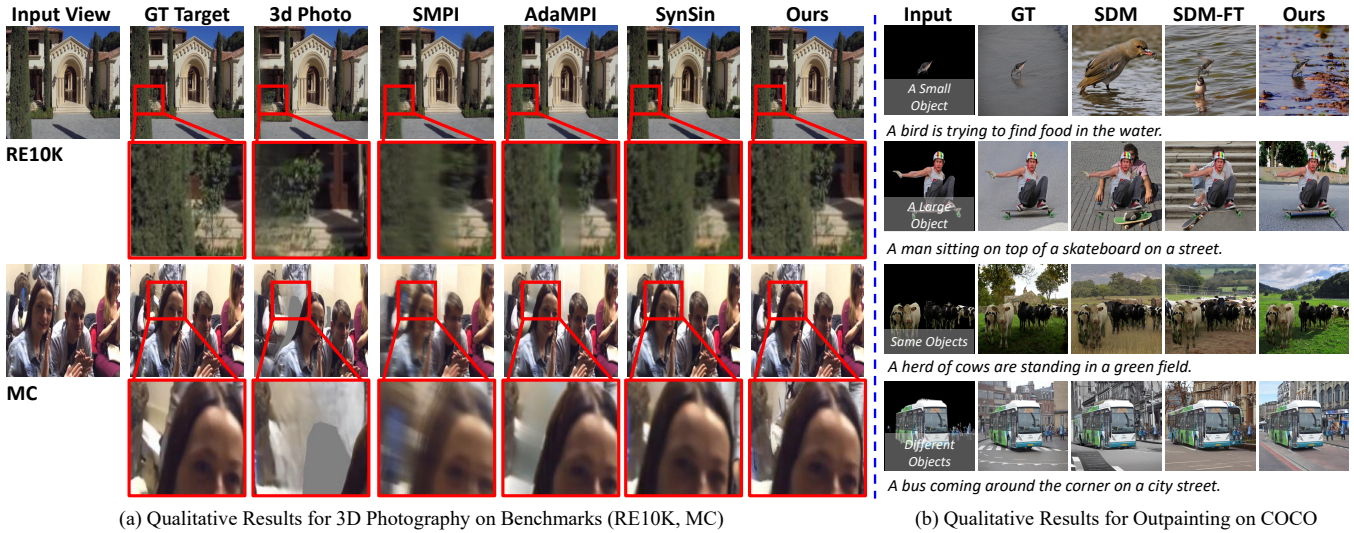 Input View GT Target 3d Photo SMPI AdaMPI SynSin Ours
RE10K
MC
(a) Qualitative Results for 3D Photography on Benchmarks (RE10K, MC)
Input GT SDM SDM-FT Ours
A Small
Object
A bird is trying to find food in the water.
A Large
Object
A man sitting on top of a skateboard on a street.
Same Objects
A herd of cows are standing in a green field.
Different
Objects
A bus coming around the corner on a city street.
(b) Qualitative Results for Outpainting on COCO